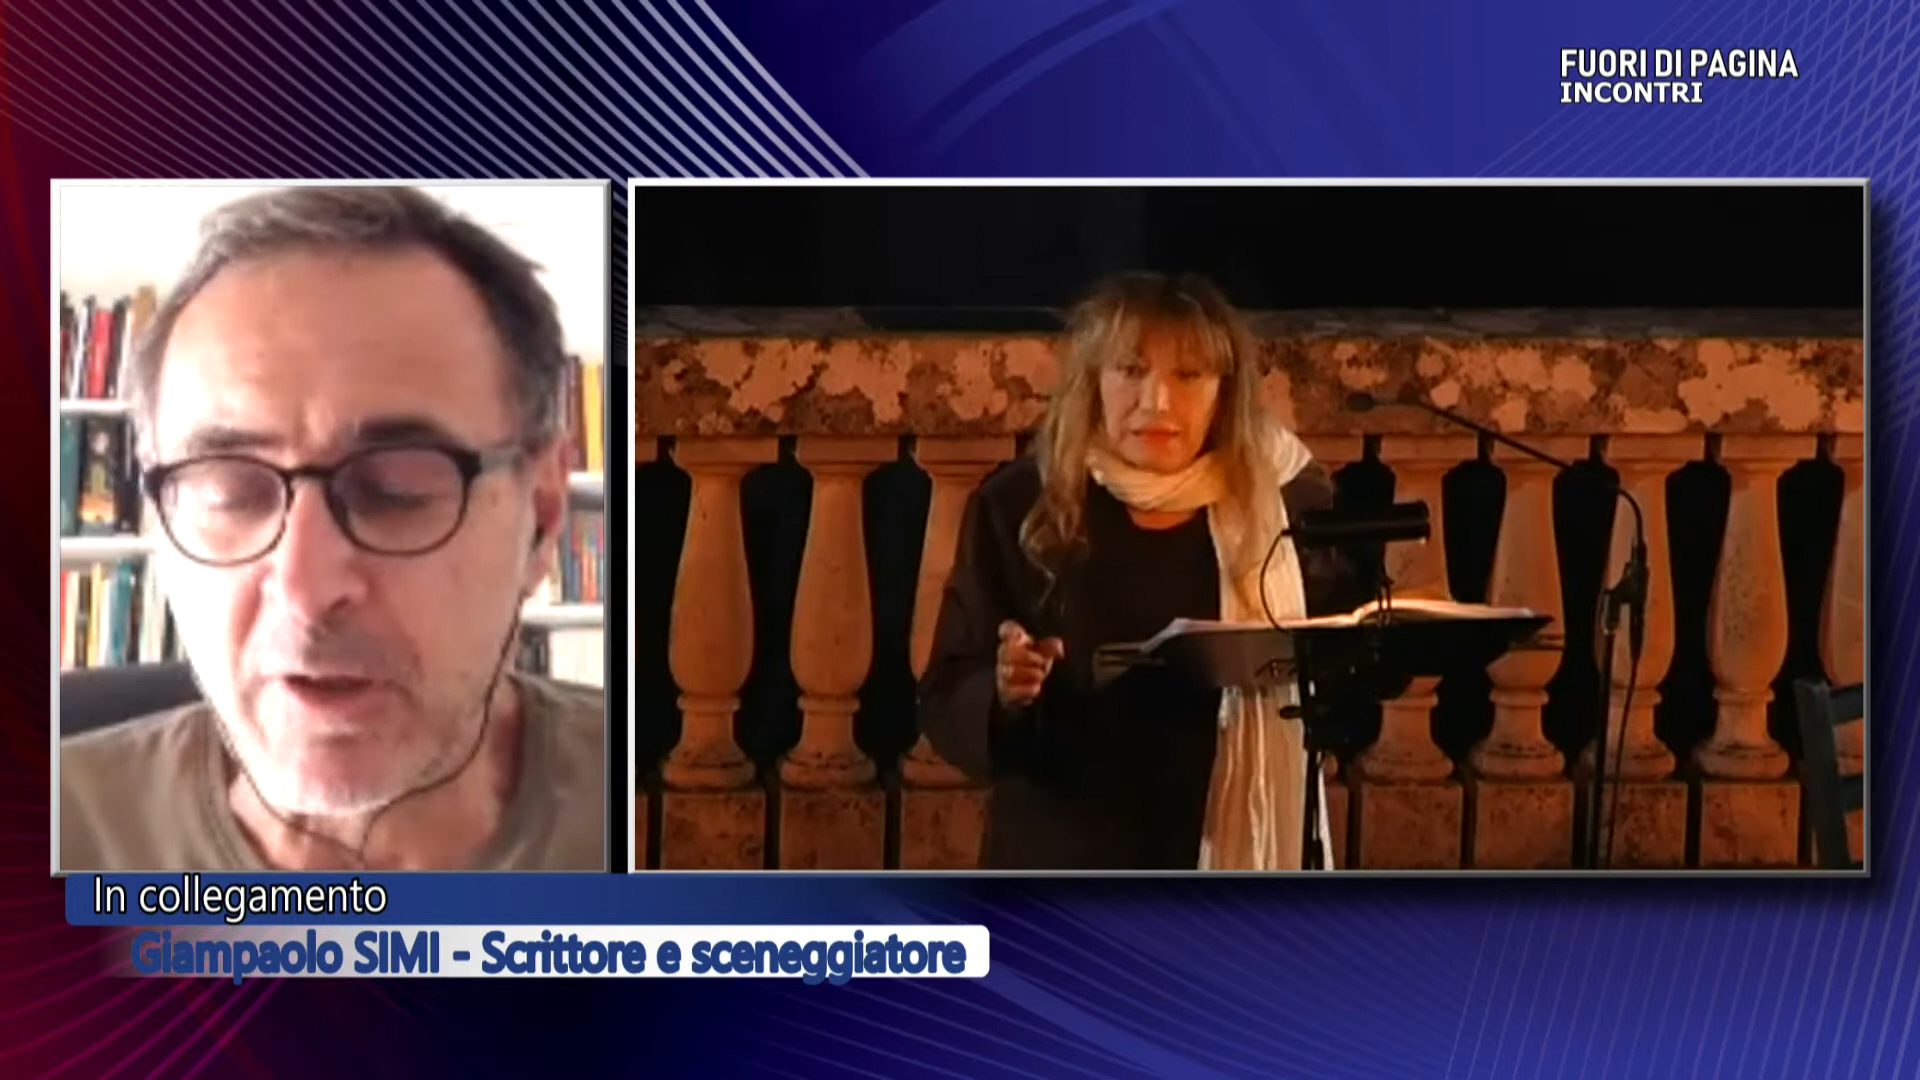 FUORI DI PAGINA
INCONTRI
In collegamento
Giampaolo SIMI - Scrittore e sceneggiatore